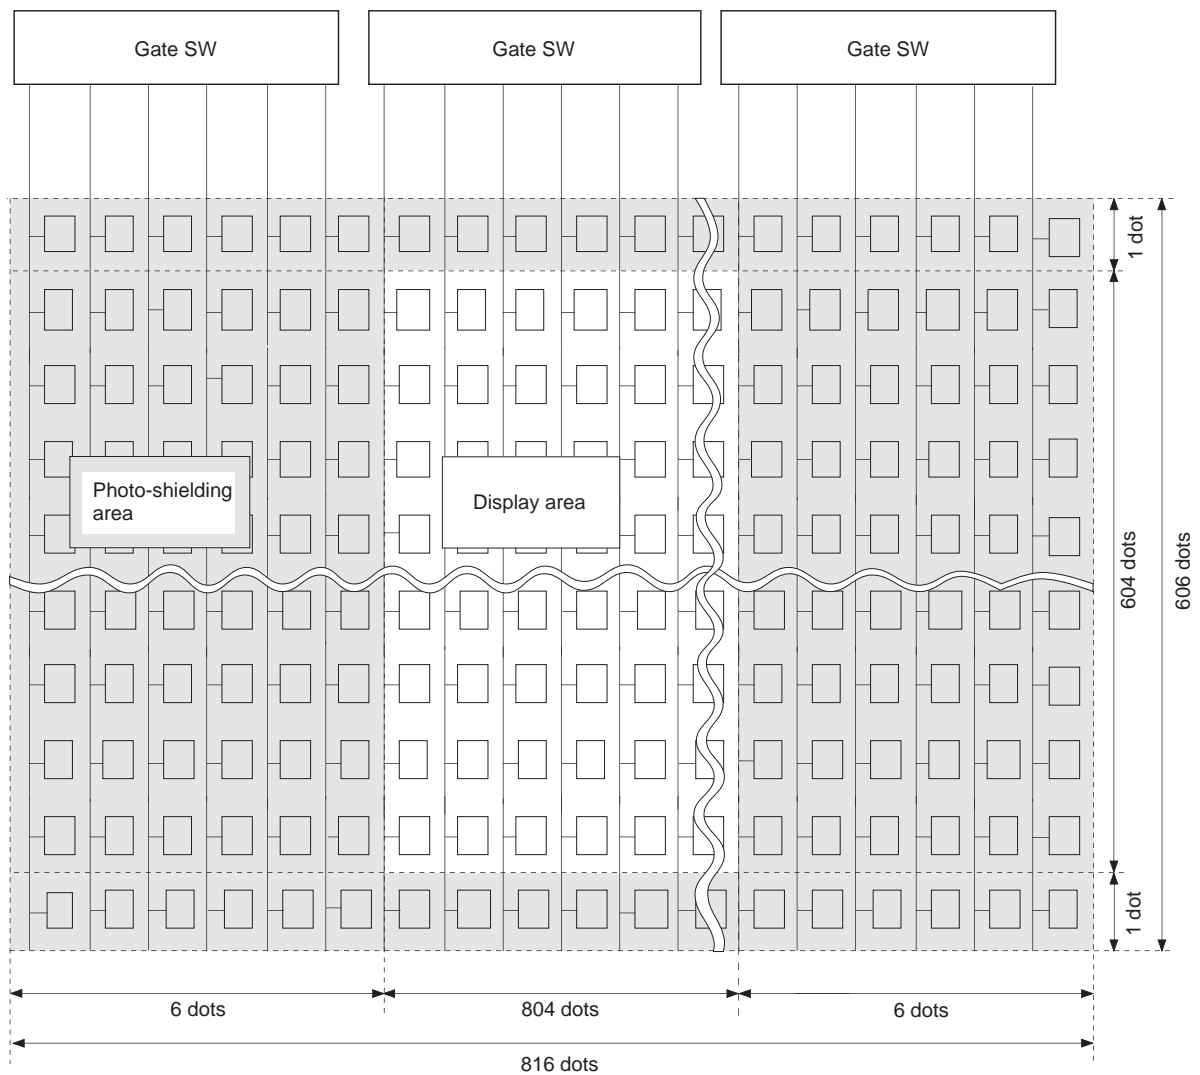 Gate SW
Gate SW
Gate SW
1 dot
Photo-shielding
area
Display area
604 dots
606 dots
1 dot
6 dots
804 dots
6 dots
816 dots